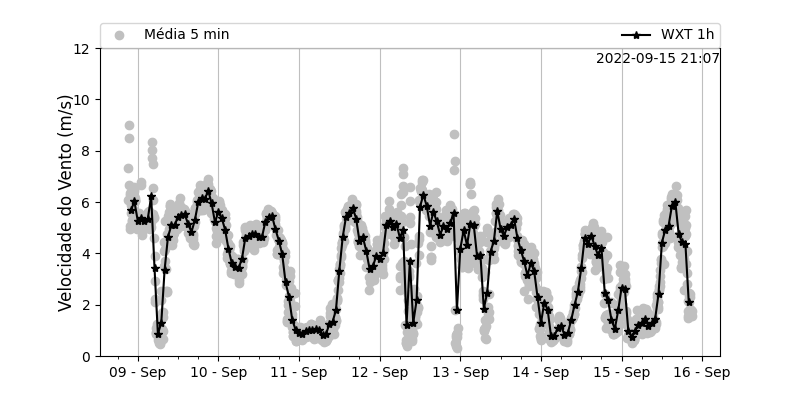 Média 5 min
WXT 1h
2022-09-15 21:07
Velocidade do Vento (m/s)
12
10
8
6
4
2
0
09 - Sep
10 - Sep
11 - Sep
12 - Sep
13 - Sep
14 - Sep
15 - Sep
16 - Sep